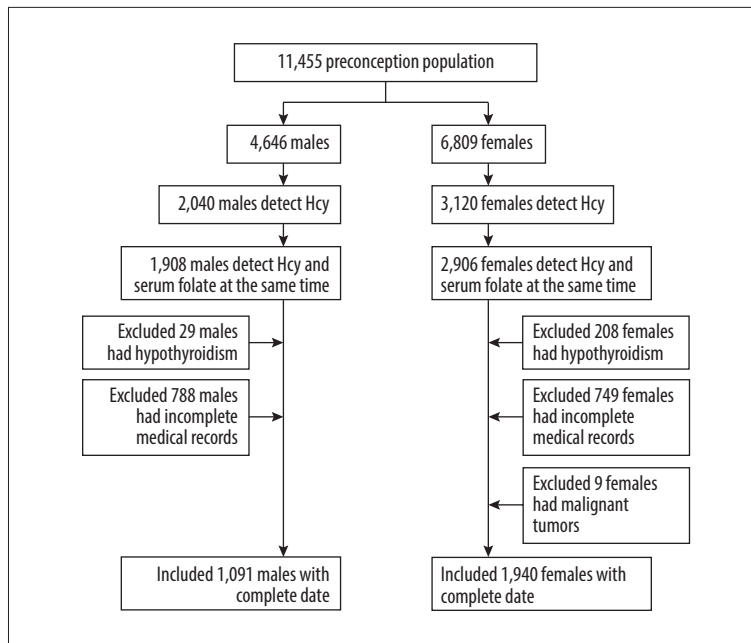 11,455 preconception population
4,646 males
6,809 females
2,040 males detect Hcy
3,120 females detect Hcy
1,908 males detect Hcy and
serum folate at the same time
2,906 females detect Hcy and
serum folate at the same time
Excluded 29 males
had hypothyroidism
Excluded 208 females
had hypothyroidism
Excluded 788 males
had incomplete
medical records
Excluded 749 females
had incomplete
medical records
Excluded 9 females
had malignant
tumors
Included 1,091 males with
complete date
Included 1,940 females with
complete date